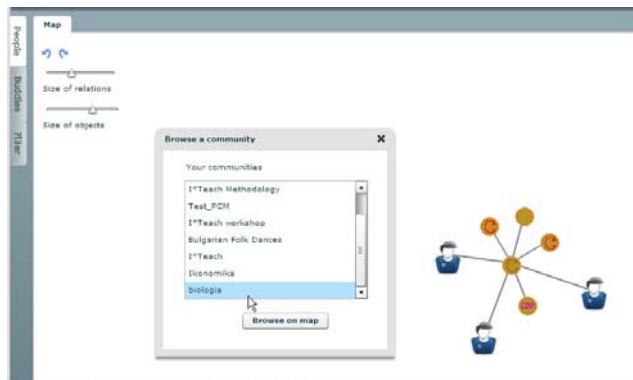 Map
People
Buddies
Filter
Size of relations
Size of objects
Browse a community
Your communities
I*Teach Methodology
Test_PCM
I*Teach workshop
Bulgarian Folk Dances
I*Teach
Ikonomika
biologia
Browse on map